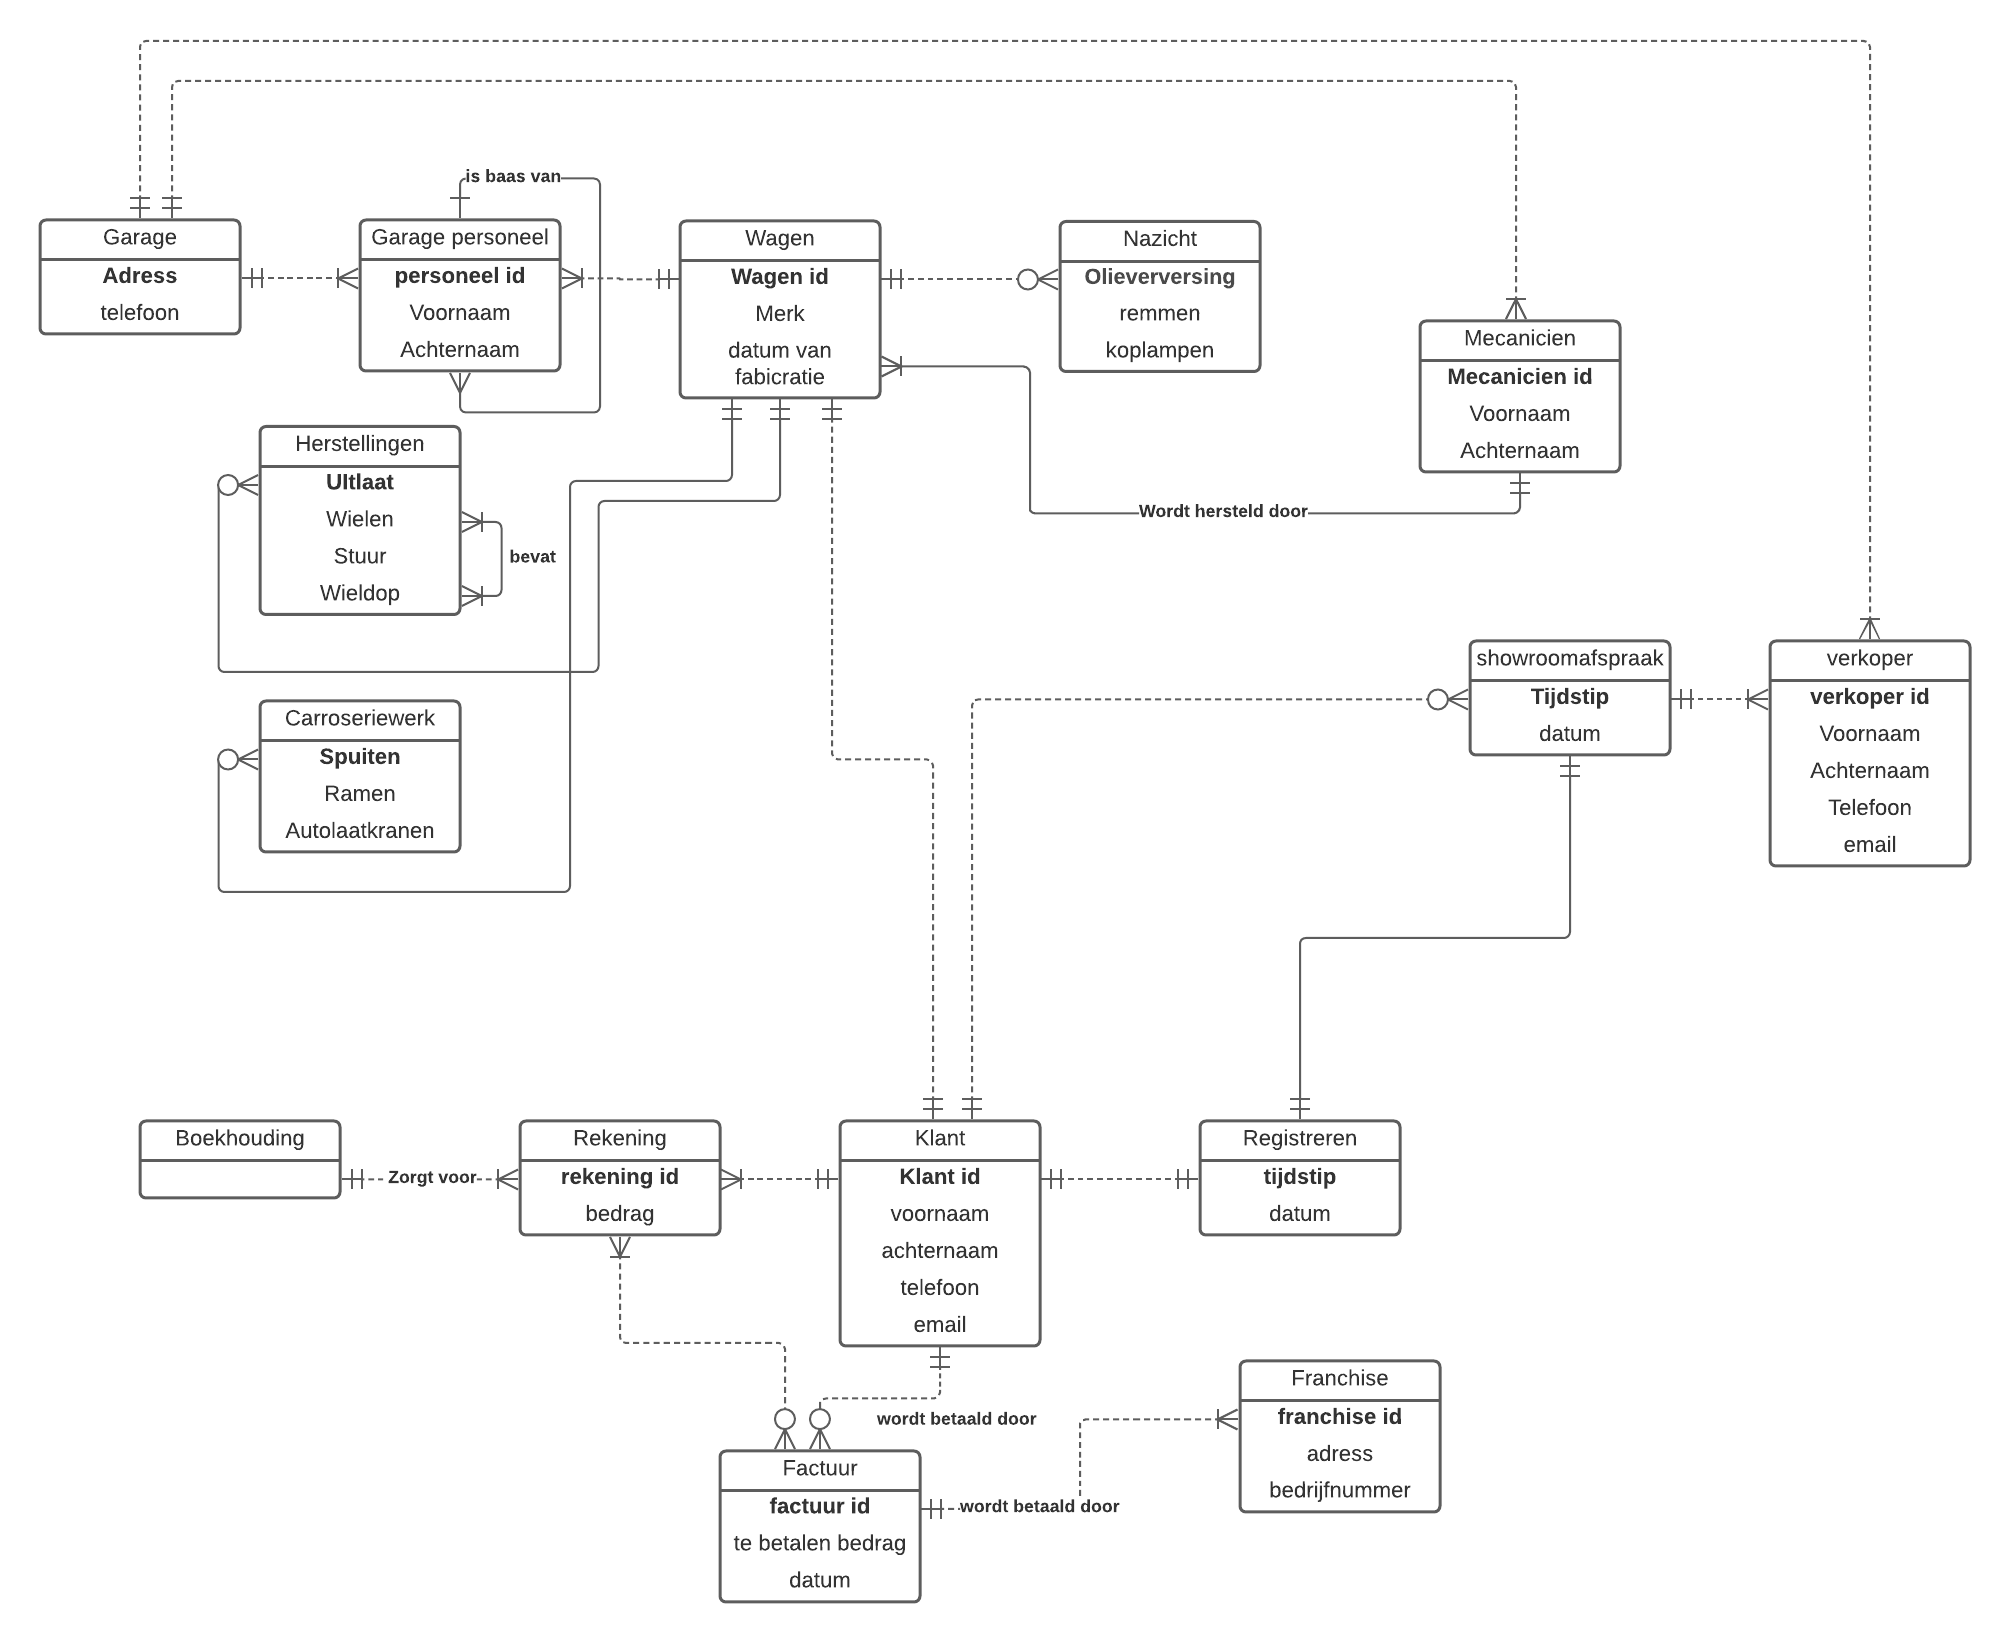 is baas van
Garage
Adress
telefoon
Garage personeel
personeel id
Voornaam
Achternaam
Wagen
Wagen id
Merk
datum van
fabicratie
Nazicht
Olieverversing
remmen
koplampen
Mecanicien
Mecanicien id
Voornaam
Achternaam
Wordt hersteld door
Herstellingen
UItlaat
Wielen
Stuur
Wieldop
bevat
Carroseriewerk
Spuiten
Ramen
Autolaatkranen
showroomafspraak
Tijdstip
datum
verkoper
verkoper id
Voornaam
Achternaam
Telefoon
email
Boekhouding
Zorgt voor
Rekening
rekening id
bedrag
Klant
Klant id
voornaam
achternaam
telefoon
email
Registreren
tijdstip
datum
wordt betaald door
Factuur
factuur id
te betalen bedrag
datum
wordt betaald door
Franchise
franchise id
adress
bedrijfnummer